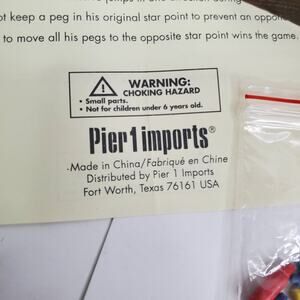 ot keep a peg in his original star point to prevent an oppon
to move all his pegs to the opposite star point wins the game.
WARNING:
CHOKING HAZARD
• Small parts.
• Not for children under 6 years old.
Pier 1 imports®
Made in China/Fabriqué en Chine
Distributed by Pier 1 Imports
Fort Worth, Texas 76161 USA